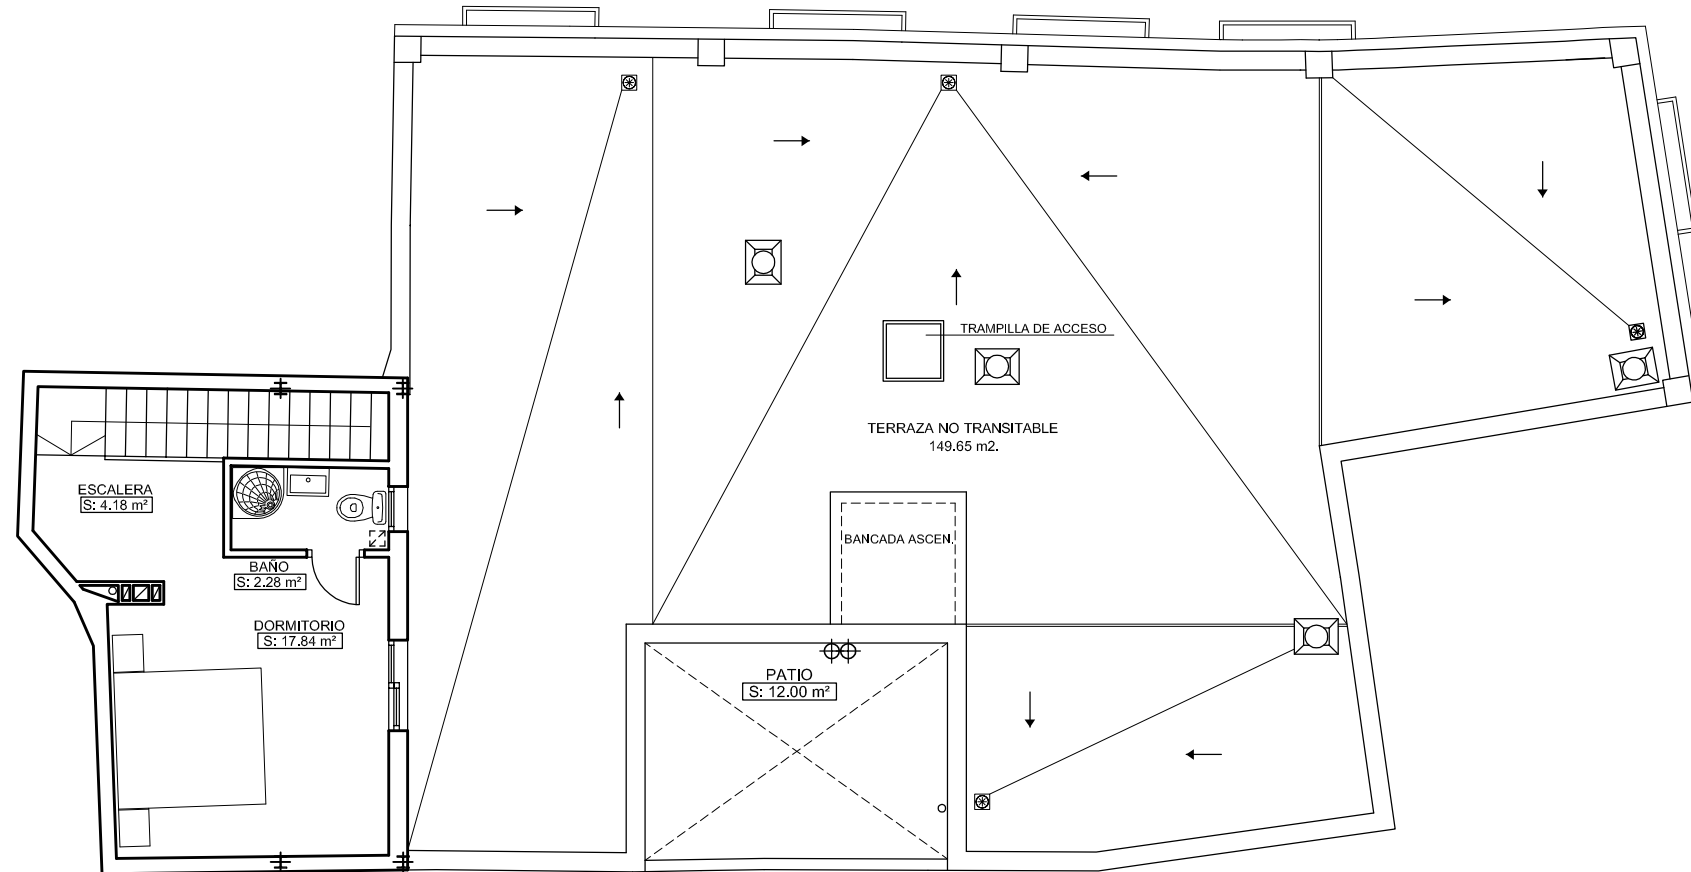 TRAMPILLA DE ACCESO
TERRAZA NO TRANSITABLE
149.65 m2.
ESCALERA
S: 4.18 m²
BANCADA ASCEN.
BAÑO
S: 2.28 m²
DORMITORIO
S: 17.84 m²
PATIO
S: 12.00 m²